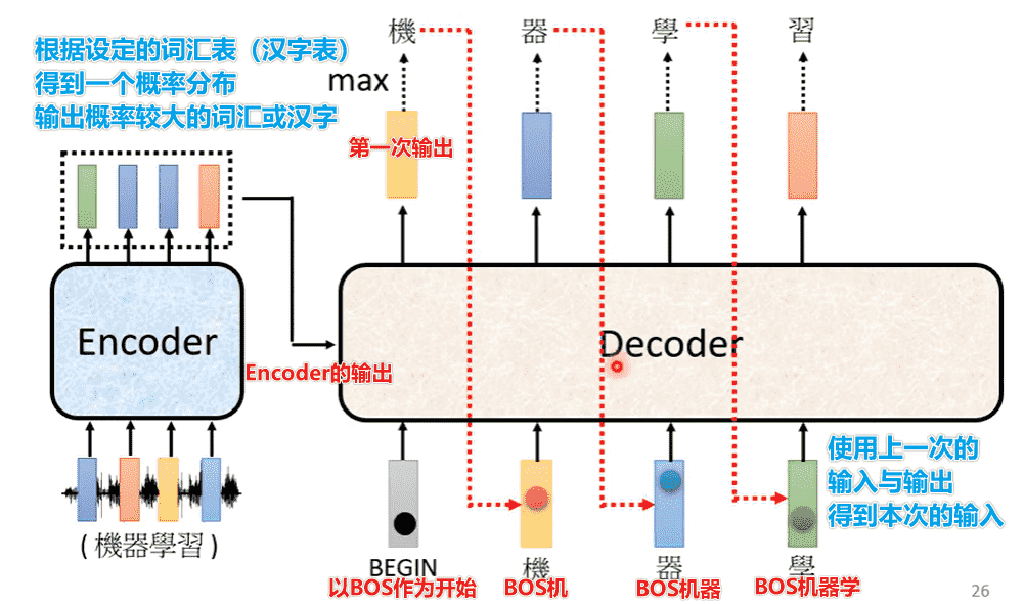 機
器
學
習
根据设定的词汇表（汉字表）
得到一个概率分布
输出概率较大的词汇或汉字
max
第一次输出
Encoder
Decoder
Encoder的输出
使用上一次的
输入与输出
得到本次的输入
( 機器學習 )
BEGIN
機
器
學
以BOS作为开始
BOS机
BOS机器
BOS机器学
26